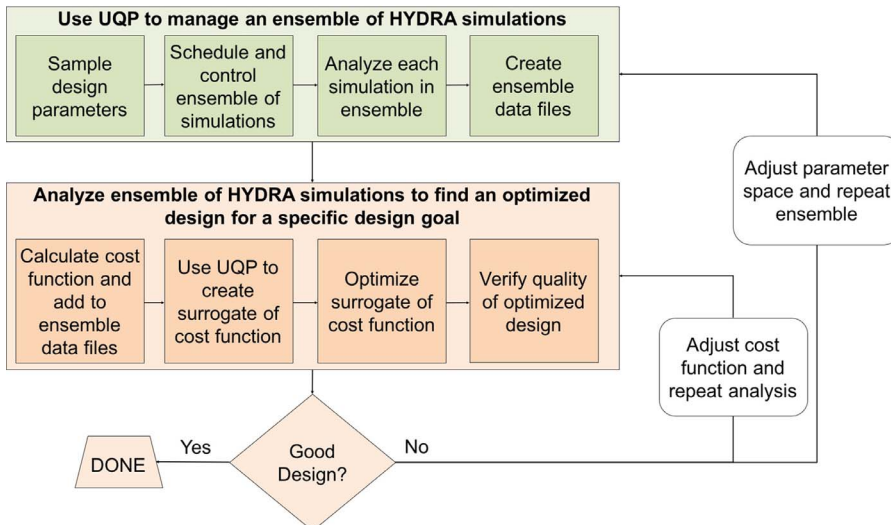 Use UQP to manage an ensemble of HYDRA simulations
Sample
design
parameters
Schedule and
control
ensemble of
simulations
Analyze each
simulation in
ensemble
Create
ensemble
data files
Adjust parameter
space and repeat
ensemble
Analyze ensemble of HYDRA simulations to find an optimized
design for a specific design goal
Calculate cost
function and
add to
ensemble
data files
Use UQP to
create
surrogate of
cost function
Optimize
surrogate of
cost function
Verify quality
of optimized
design
Adjust cost
function and
repeat analysis
Good
Design?
Yes
No
DONE